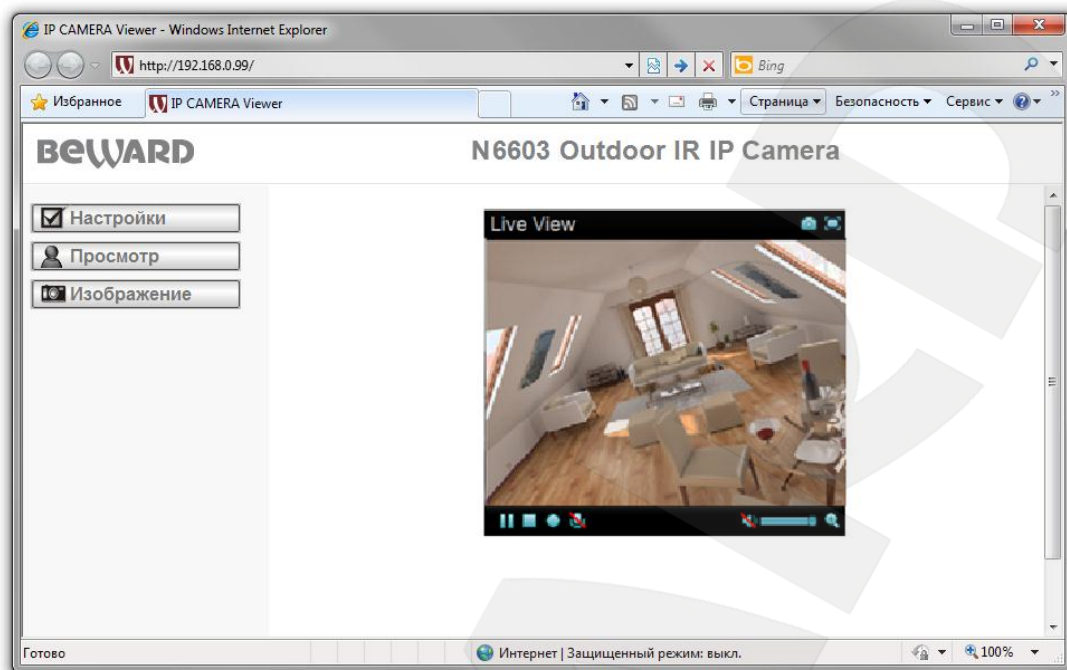 IP CAMERA Viewer - Windows Internet Explorer
http://192.168.0.99/
Bing
Избранное
IP CAMERA Viewer
Страница
Безопасность
Сервис
BEWARD
N6603 Outdoor IR IP Camera
Настройки
Просмотр
Изображение
Live View
Готово
Интернет | Защищенный режим: выкл.
100%